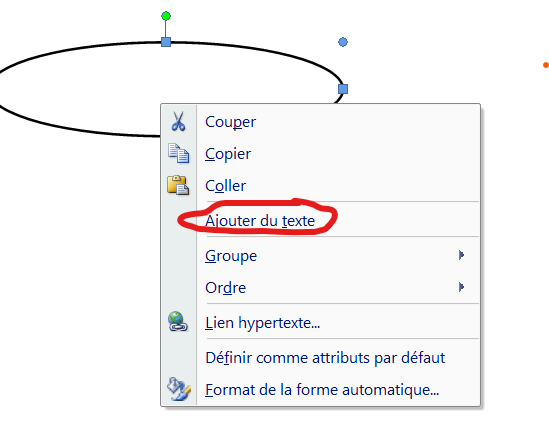 Couper
Copier
Coller
Ajouter du texte
Groupe
Ordre
Lien hypertexte...
Définir comme attributs par défaut
Format de la forme automatique...